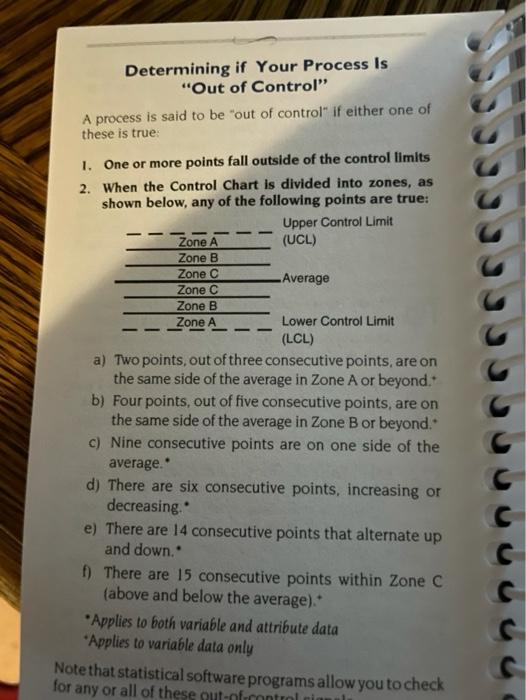 Determining if Your Process Is
“Out of Control”
A process is said to be "out of control" if either one of
these is true:
1. One or more points fall outside of the control limits
2. When the Control Chart is divided into zones, as
shown below, any of the following points are true:
Upper Control Limit
(UCL)
Zone A
Zone B
Zone C
Average
Zone C
Zone B
Zone A
Lower Control Limit
(LCL)
a) Two points, out of three consecutive points, are on
the same side of the average in Zone A or beyond.⁺
b) Four points, out of five consecutive points, are on
the same side of the average in Zone B or beyond.⁺
c) Nine consecutive points are on one side of the
average.*
d) There are six consecutive points, increasing or
decreasing.*
e) There are 14 consecutive points that alternate up
and down.*
f) There are 15 consecutive points within Zone C
(above and below the average).⁺
*Applies to both variable and attribute data
⁺Applies to variable data only
Note that statistical software programs allow you to check
for any or all of these out-of-control